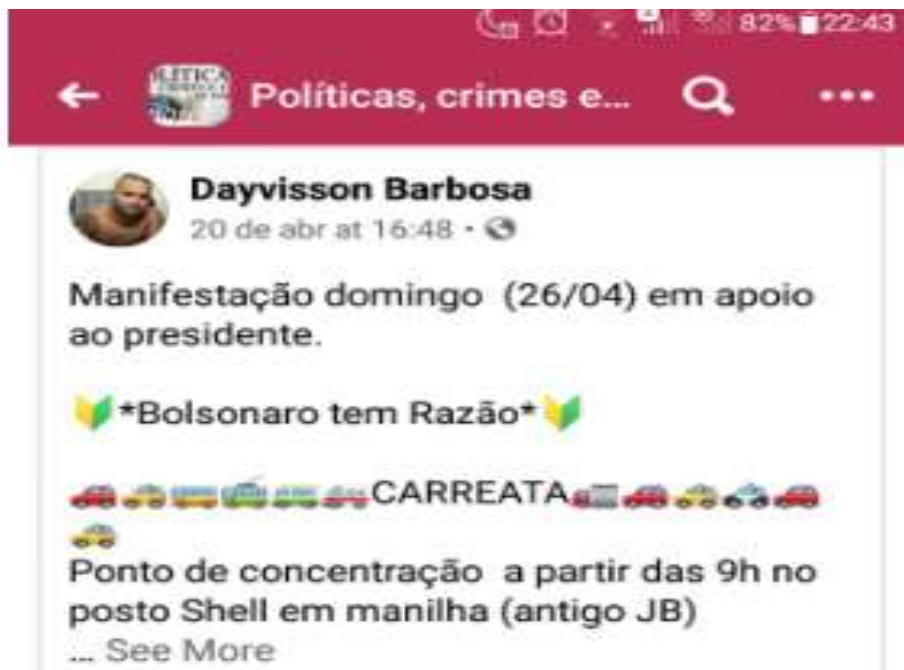 82% 22:43
Políticas, crimes e...
Dayvisson Barbosa
20 de abr at 16:48 ·
Manifestação domingo (26/04) em apoio
ao presidente.
🔰*Bolsonaro tem Razão*🔰
🚗🚕🚃🚋🚃🚑CARREATA🚛🚗🚕🚓🚗
🚕
Ponto de concentração a partir das 9h no
posto Shell em manilha (antigo JB)
... See More